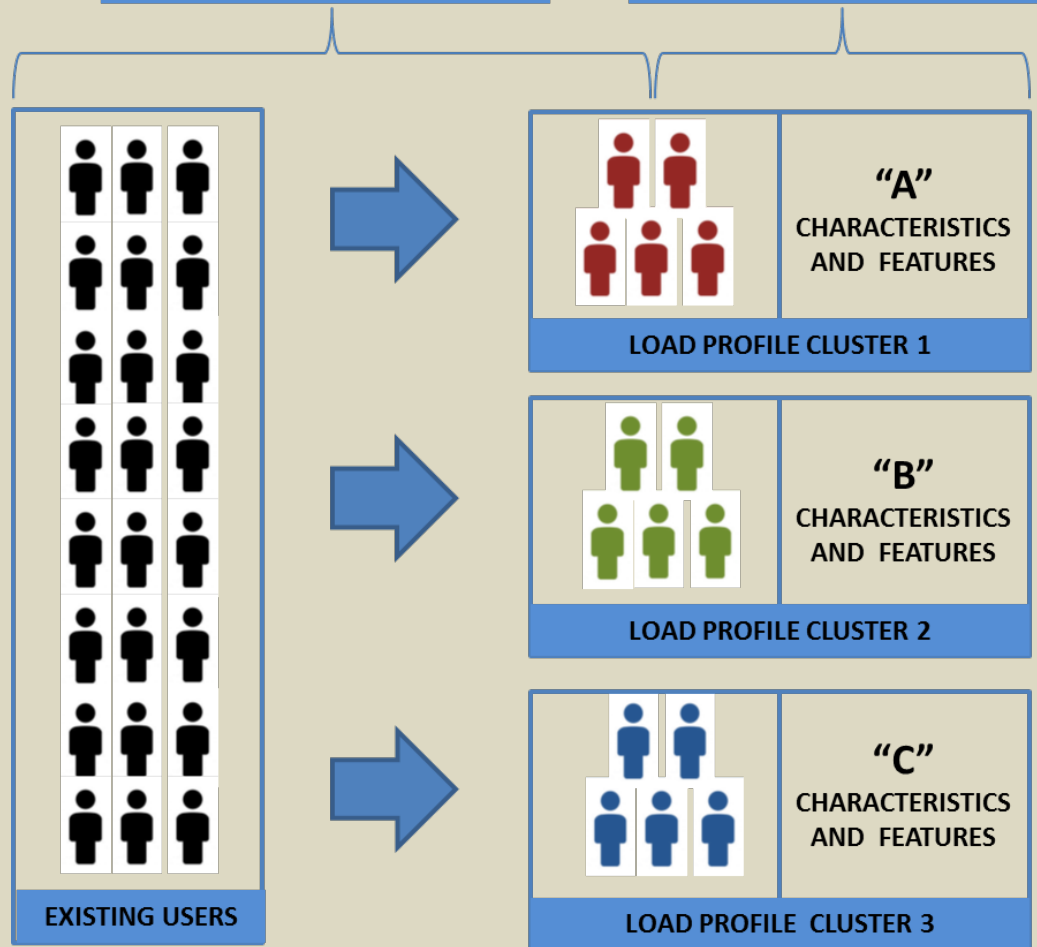 “A”
CHARACTERISTICS
AND FEATURES
LOAD PROFILE CLUSTER 1
“B”
CHARACTERISTICS
AND FEATURES
LOAD PROFILE CLUSTER 2
“C”
CHARACTERISTICS
AND FEATURES
EXISTING USERS
LOAD PROFILE CLUSTER 3